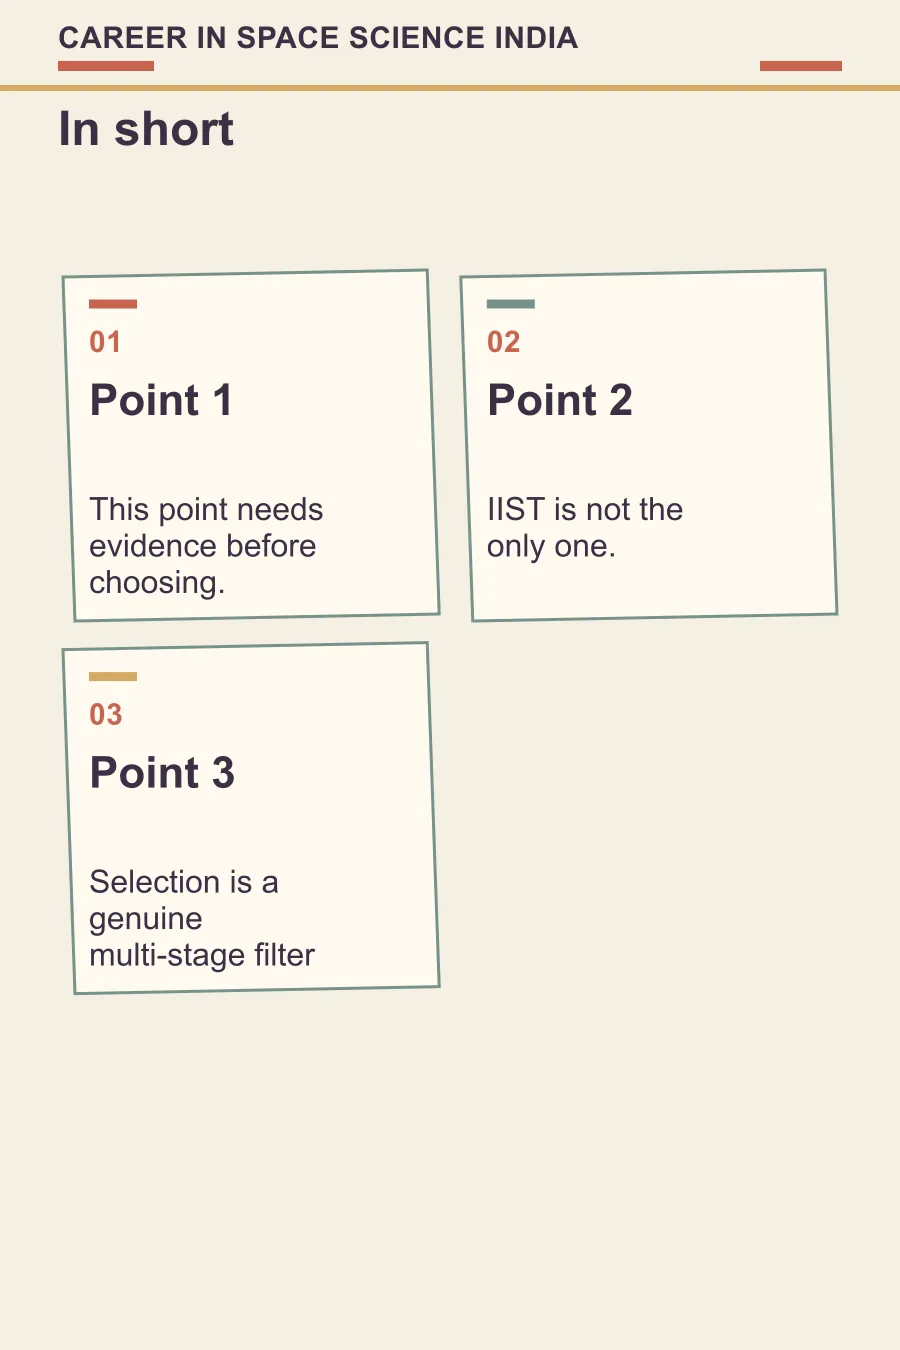 CAREER IN SPACE SCIENCE INDIA
In short
01
Point 1
This point needs
evidence before
choosing.
02
Point 2
IIST is not the
only one.
03
Point 3
Selection is a
genuine
multi-stage filter